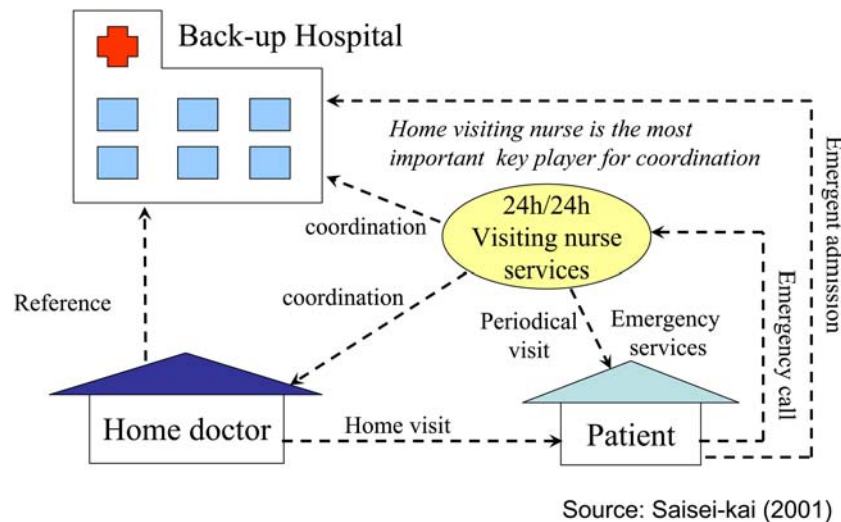 Back-up Hospital
Home visiting nurse is the most
important key player for coordination
24h/24h
Visiting nurse
services
coordination
coordination
Reference
Periodical
visit
Emergency
services
Emergency call
Emergent admission
Home doctor
Home visit
Patient
Source: Saisei-kai (2001)